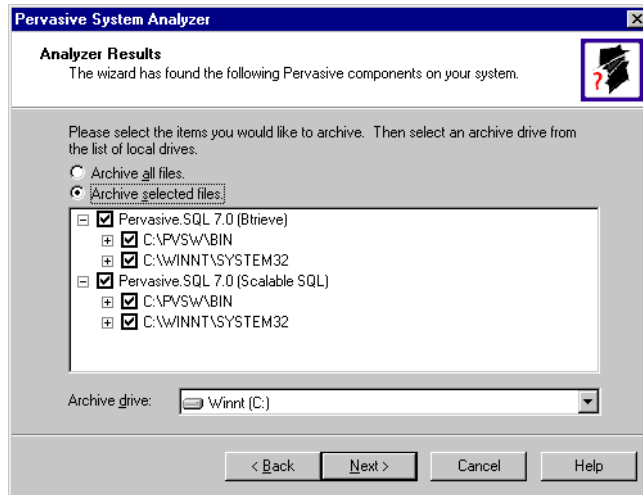 Pervasive System Analyzer
Analyzer Results
The wizard has found the following Pervasive components on your system.
?
Please select the items you would like to archive. Then select an archive drive from
the list of local drives.
Archive all files.
Archive selected files.
Pervasive.SQL 7.0 (Btrieve)
C:\PVSW\BIN
C:\WINNT\SYSTEM32
Pervasive.SQL 7.0 (Scalable SQL)
C:\PVSW\BIN
C:\WINNT\SYSTEM32
Archive drive: Winnt (C:)
< Back Next > Cancel Help